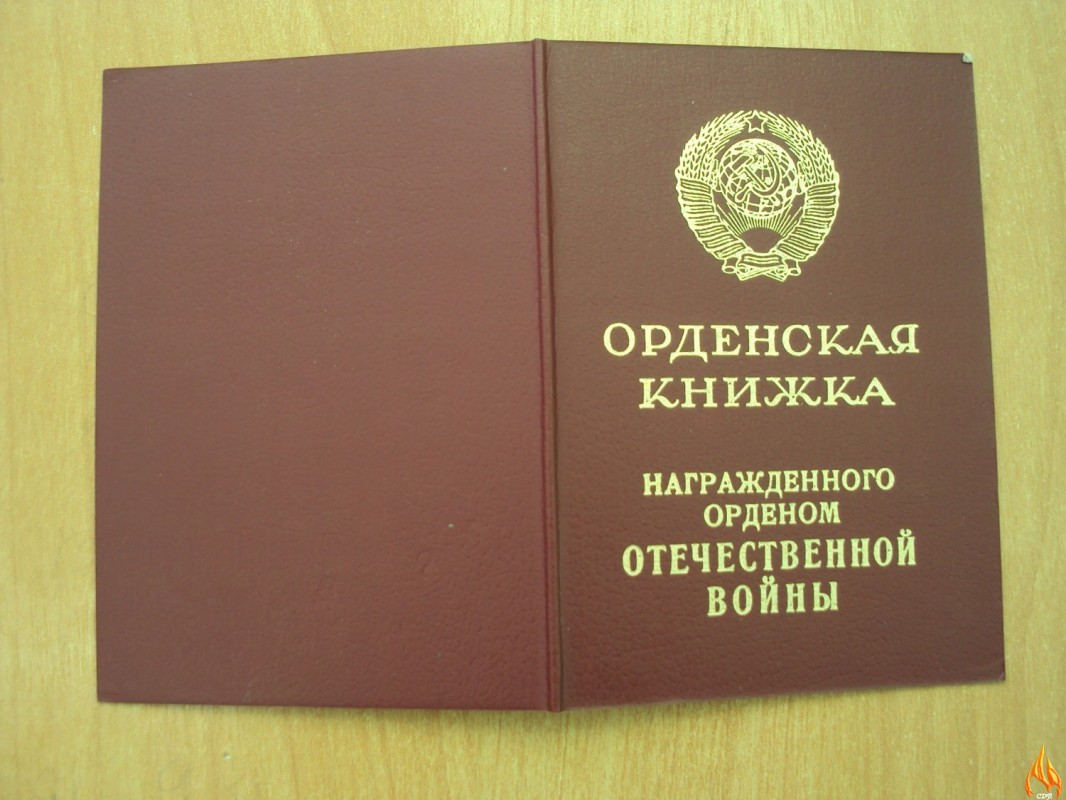 ОРДЕНСКАЯ
КНИЖКА
НАГРАЖДЕННОГО
ОРДЕНОМ
ОТЕЧЕСТВЕННОЙ
ВОЙНЫ